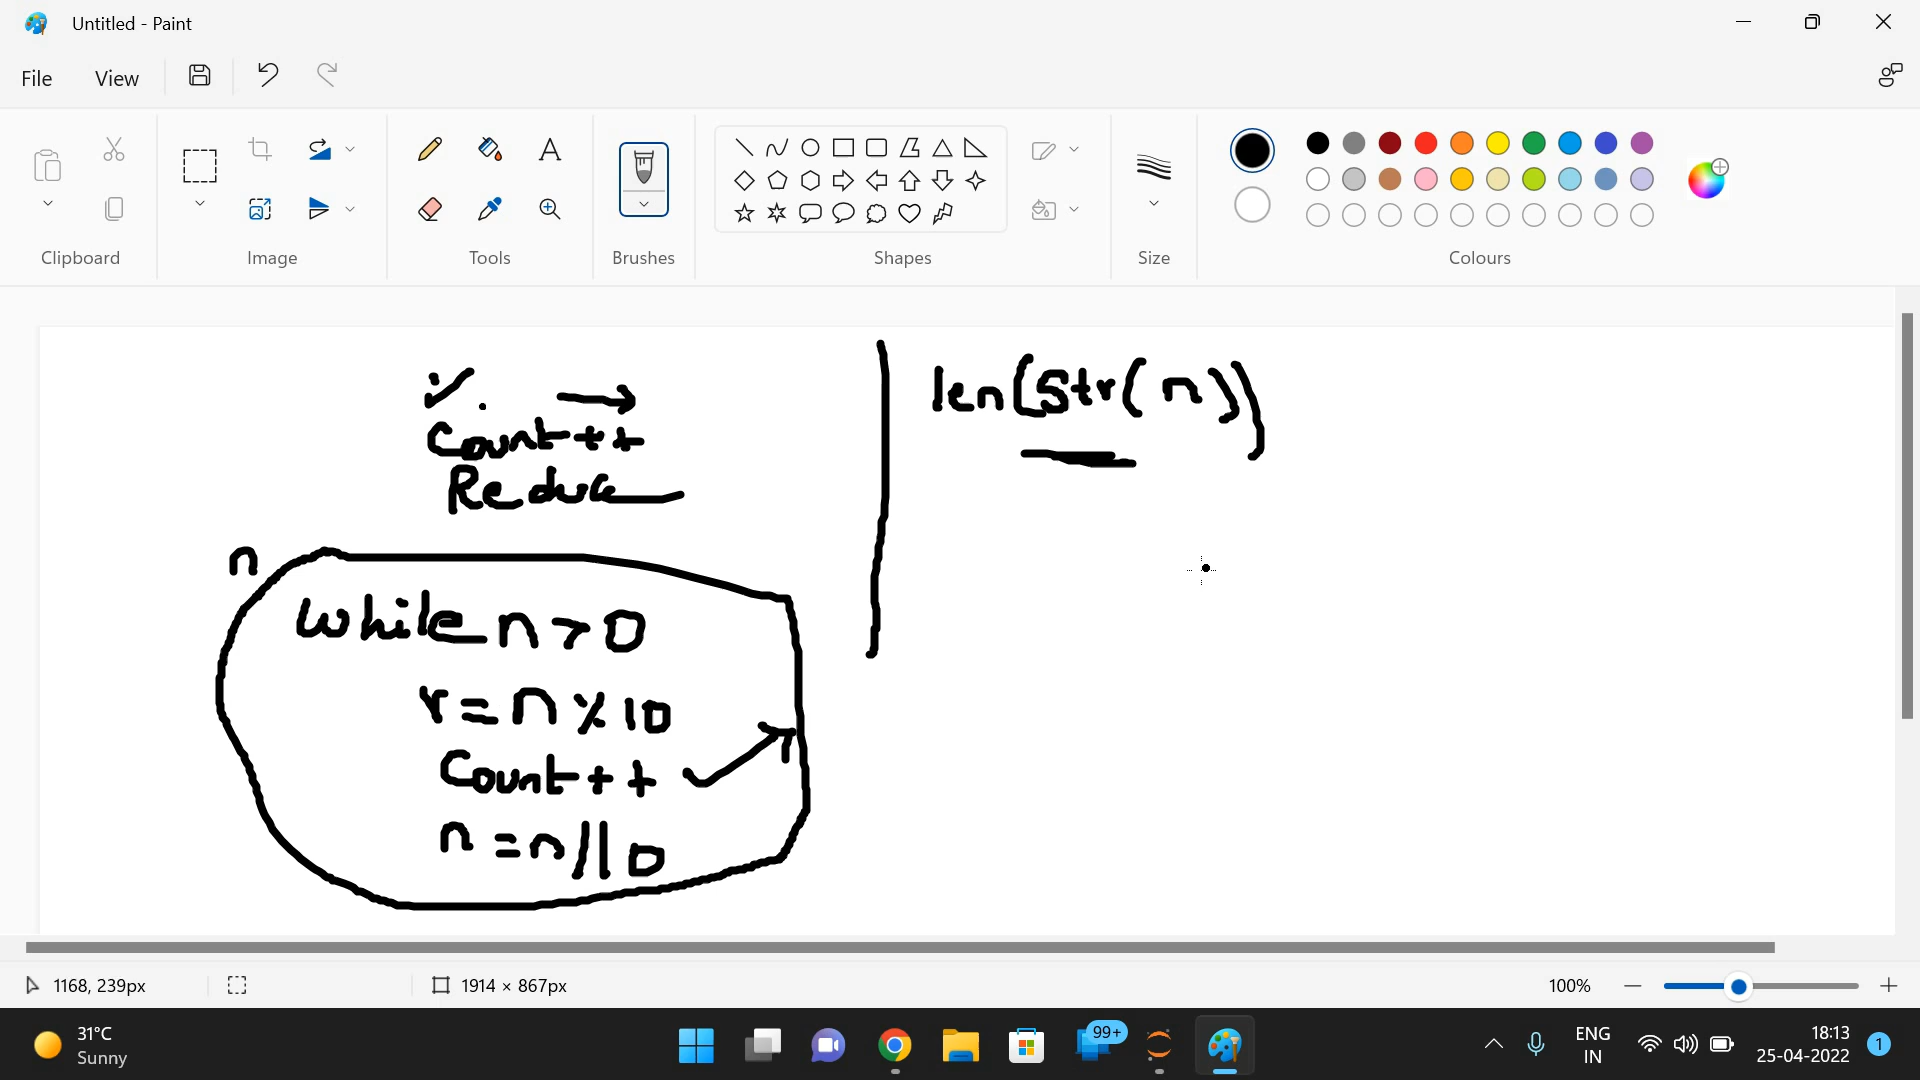 Untitled - Paint
File View
Clipboard Image Tools Brushes Shapes Size Colours
%. →
Count++
Reduce
len(str(n))
n
while n>0
r=n%10
Count++
n=n//0
1168, 239px 1914 × 867px 100%
31°C
Sunny
99+
ENG
IN
18:13
25-04-2022
1